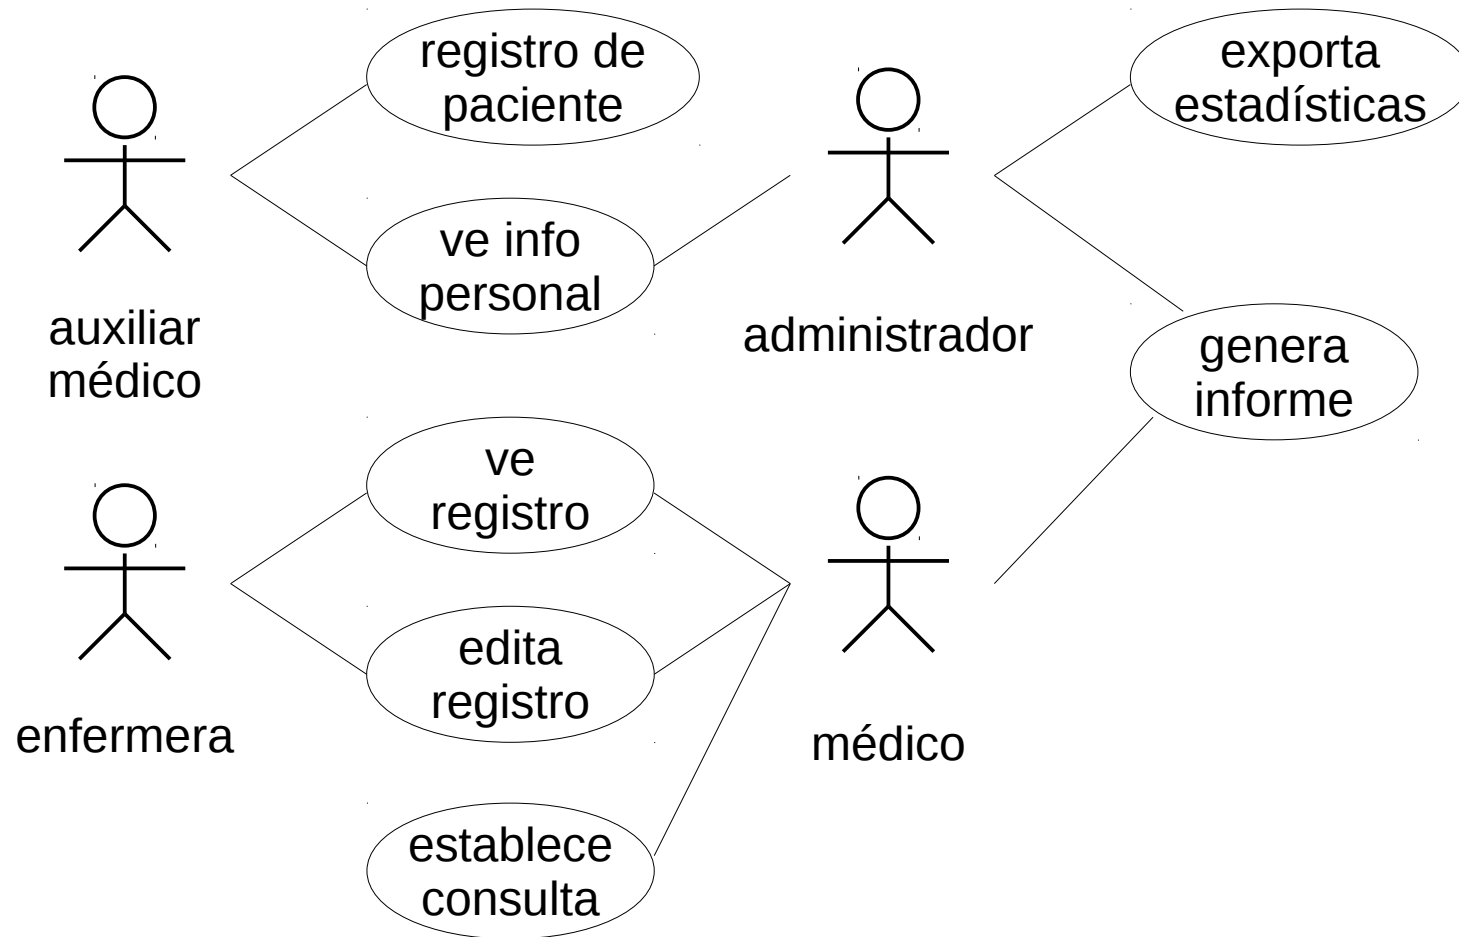 registro de
paciente
exporta
estadísticas
ve info
personal
auxiliar
médico
administrador
genera
informe
ve
registro
edita
registro
enfermera
médico
establece
consulta